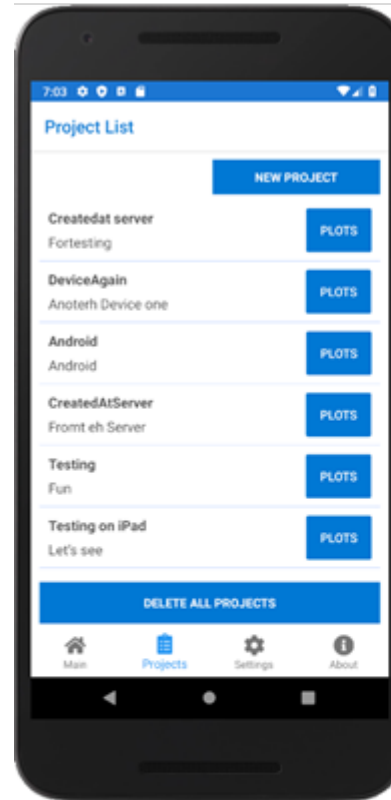 7:03
Project List
NEW PROJECT
Createdat server
Fortesting
PLOTS
DeviceAgain
Anoterh Device one
PLOTS
Android
Android
PLOTS
CreatedAtServer
Fromt eh Server
PLOTS
Testing
Fun
PLOTS
Testing on iPad
Let's see
PLOTS
DELETE ALL PROJECTS
Main Projects Settings About